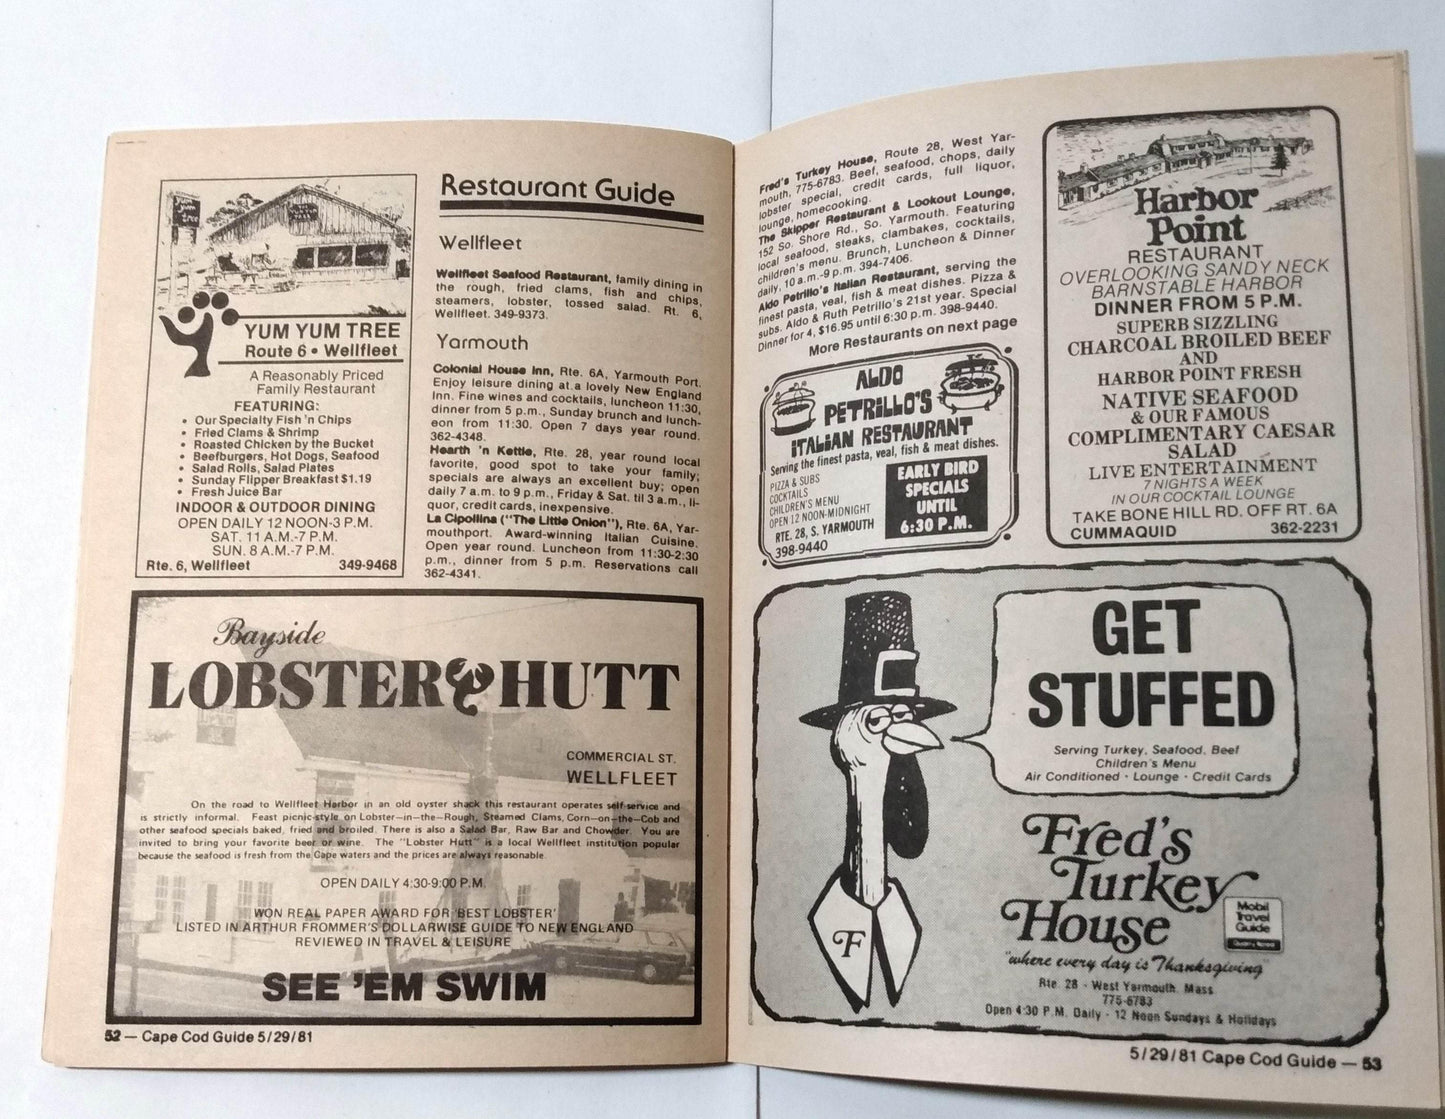 yum
yum
tree
YUM YUM TREE
Route 6 • Wellfleet
A Reasonably Priced
Family Restaurant
FEATURING:
• Our Specialty Fish 'n Chips
• Fried Clams & Shrimp
• Roasted Chicken by the Bucket
• Beefburgers, Hot Dogs, Seafood
• Salad Rolls, Salad Plates
• Sunday Flipper Breakfast $1.19
• Fresh Juice Bar
INDOOR & OUTDOOR DINING
OPEN DAILY 12 NOON-3 P.M.
SAT. 11 A.M.-7 P.M.
SUN. 8 A.M.-7 P.M.
Rte. 6, Wellfleet 349-9468
Restaurant Guide
Wellfleet
Wellfleet Seafood Restaurant, family dining in
the rough, fried clams, fish and chips,
steamers, lobster, tossed salad. Rt. 6,
Wellfleet. 349-9373.
Yarmouth
Colonial House Inn, Rte. 6A, Yarmouth Port.
Enjoy leisure dining at a lovely New England
Inn. Fine wines and cocktails, luncheon 11:30,
dinner from 5 p.m., Sunday brunch and lunch-
eon from 11:30. Open 7 days year round.
362-4348.
Hearth 'n Kettle, Rte. 28, year round local
favorite, good spot to take your family;
specials are always an excellent buy; open
daily 7 a.m. to 9 p.m., Friday & Sat. til 3 a.m., li-
quor, credit cards, inexpensive.
La Cipollina ("The Little Onion"), Rte. 6A, Yar-
mouthport. Award-winning Italian Cuisine.
Open year round. Luncheon from 11:30-2:30
p.m., dinner from 5 p.m. Reservations call
362-4341.
Bayside
LOBSTER HUTT
COMMERCIAL ST.
WELLFLEET
On the road to Wellfleet Harbor in an old oyster shack this restaurant operates self-service and
is strictly informal. Feast picnic-style on Lobster-in-the-Rough, Steamed Clams, Corn-on-the-Cob and
other seafood specials baked, fried and broiled. There is also a Salad Bar, Raw Bar and Chowder. You are
invited to bring your favorite beer or wine. The "Lobster Hutt" is a local Wellfleet institution popular
because the seafood is fresh from the Cape waters and the prices are always reasonable.
OPEN DAILY 4:30-9:00 P.M.
WON REAL PAPER AWARD FOR 'BEST LOBSTER'
LISTED IN ARTHUR FROMMER'S DOLLARWISE GUIDE TO NEW ENGLAND
REVIEWED IN TRAVEL & LEISURE
SEE 'EM SWIM
52 — Cape Cod Guide 5/29/81
Fred's Turkey House, Route 28, West Yar-
mouth, 775-6783. Beef, seafood, chops, daily
lobster special, credit cards, full liquor,
lounge, homecooking.
The Skipper Restaurant & Lookout Lounge,
152 So. Shore Rd., So. Yarmouth. Featuring
local seafood, steaks, clambakes, cocktails,
children's menu. Brunch, Luncheon & Dinner
daily, 10 a.m.-9 p.m. 394-7406.
Aldo Petrillo's Italian Restaurant, serving the
finest pasta, veal, fish & meat dishes. Pizza &
subs. Aldo & Ruth Petrillo's 21st year. Special
Dinner for 4, $16.95 until 6:30 p.m. 398-9440.
More Restaurants on next page
ALDO
PETRILLO'S
ITALIAN RESTAURANT
Serving the finest pasta, veal, fish & meat dishes.
PIZZA & SUBS
COCKTAILS
CHILDREN'S MENU
OPEN 12 NOON-MIDNIGHT
RTE. 28, S. YARMOUTH
398-9440
EARLY BIRD
SPECIALS
UNTIL
6:30 P.M.
Harbor
Point
RESTAURANT
OVERLOOKING SANDY NECK
BARNSTABLE HARBOR
DINNER FROM 5 P.M.
SUPERB SIZZLING
CHARCOAL BROILED BEEF
AND
HARBOR POINT FRESH
NATIVE SEAFOOD
& OUR FAMOUS
COMPLIMENTARY CAESAR
SALAD
LIVE ENTERTAINMENT
7 NIGHTS A WEEK
IN OUR COCKTAIL LOUNGE
TAKE BONE HILL RD. OFF RT. 6A
CUMMAQUID 362-2231
GET
STUFFED
Serving Turkey, Seafood, Beef
Children's Menu
Air Conditioned · Lounge · Credit Cards
F
Fred's
Turkey
House
Mobil
Travel
Guide
"where every day is Thanksgiving"
Rte. 28 - West Yarmouth, Mass
775-6783
Open 4:30 P.M. Daily · 12 Noon Sundays & Holidays
5/29/81 Cape Cod Guide — 53